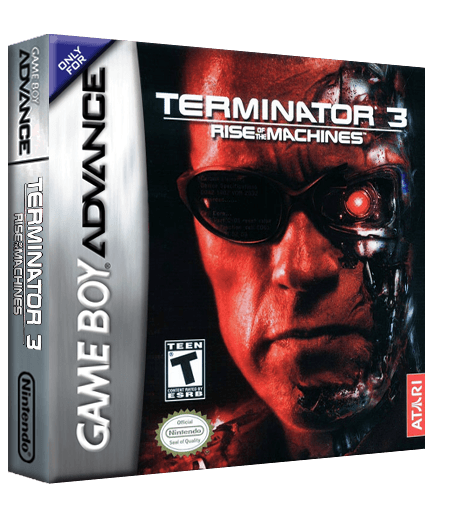 GAME BOY
ADVANCE
TERMINATOR 3
RISE OF THE MACHINES
Nintendo
ONLY
FOR
GAME BOY ADVANCE
TERMINATOR 3
RISE OF THE MACHINES™
TEEN
T
CONTENT RATED BY
ESRB
Official
Nintendo
Seal of Quality
ATARI